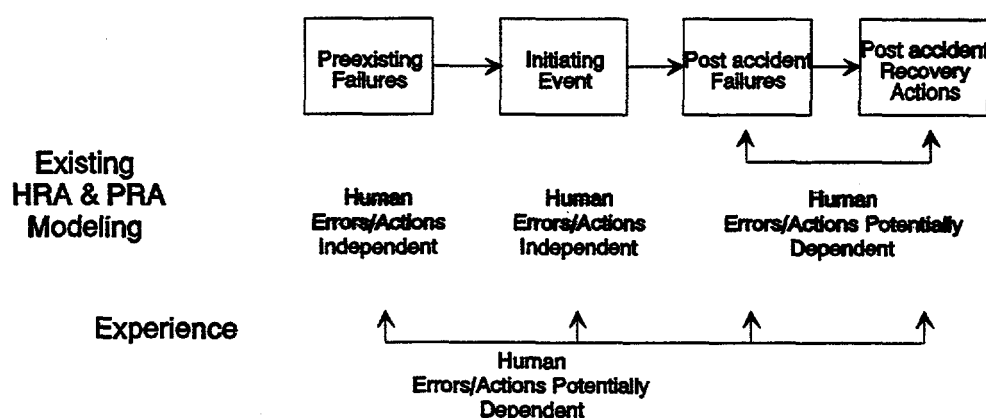 Preexisting
Failures
Initiating
Event
Post accident
Failures
Post accident
Recovery
Actions
Existing
HRA & PRA
Modeling
Human
Errors/Actions
Independent
Human
Errors/Actions
Independent
Human
Errors/Actions Potentially
Dependent
Experience
Human
Errors/Actions Potentially
Dependent